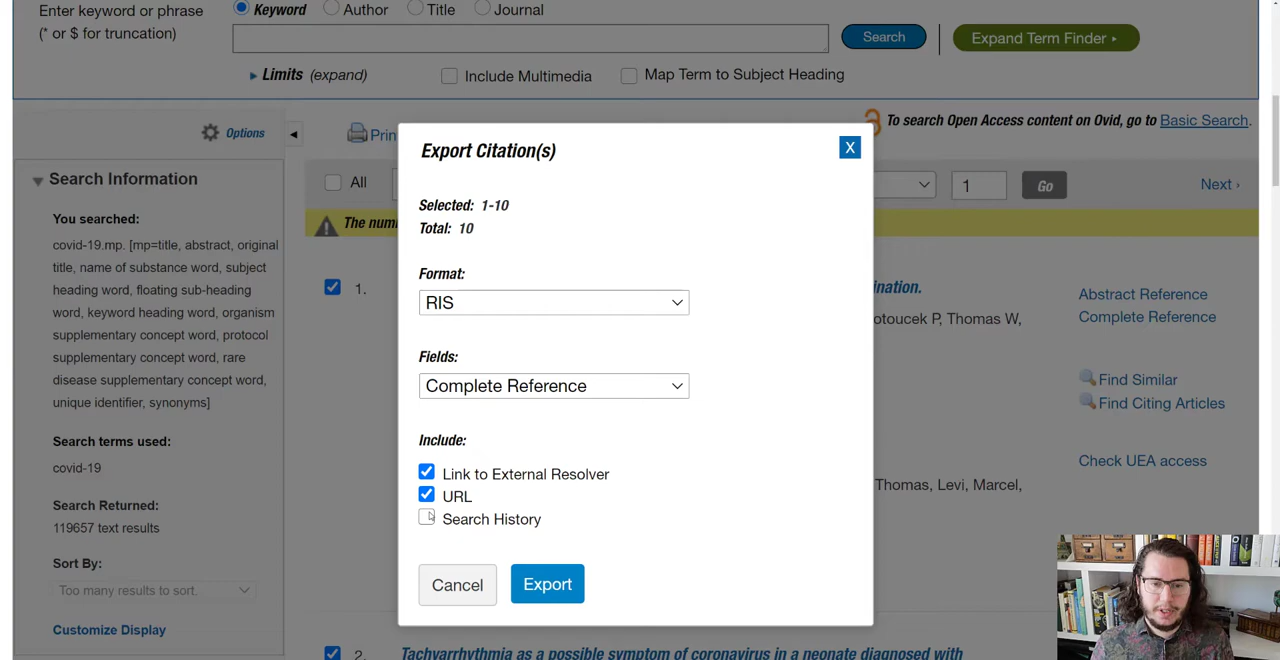 Enter keyword or phrase
(* or $ for truncation)
Keyword Author Title Journal
Search
Expand Term Finder ▸
Limits (expand)
Include Multimedia
Map Term to Subject Heading
Options
Prin
To search Open Access content on Ovid, go to Basic Search.
Search Information
All
1
Go
Next ›
You searched:
covid-19.mp. [mp=title, abstract, original
title, name of substance word, subject
heading word, floating sub-heading
word, keyword heading word, organism
supplementary concept word, protocol
supplementary concept word, rare
disease supplementary concept word,
unique identifier, synonyms]
Search terms used:
covid-19
Search Returned:
119657 text results
Sort By:
Too many results to sort.
Customize Display
The num
1.
ination.
otoucek P, Thomas W,
Thomas, Levi, Marcel,
Abstract Reference
Complete Reference
Find Similar
Find Citing Articles
Check UEA access
Export Citation(s)
X
Selected: 1-10
Total: 10
Format:
RIS
Fields:
Complete Reference
Include:
Link to External Resolver
URL
Search History
Cancel
Export
2.
Tachyarrhythmia as a possible symptom of coronavirus in a neonate diagnosed with